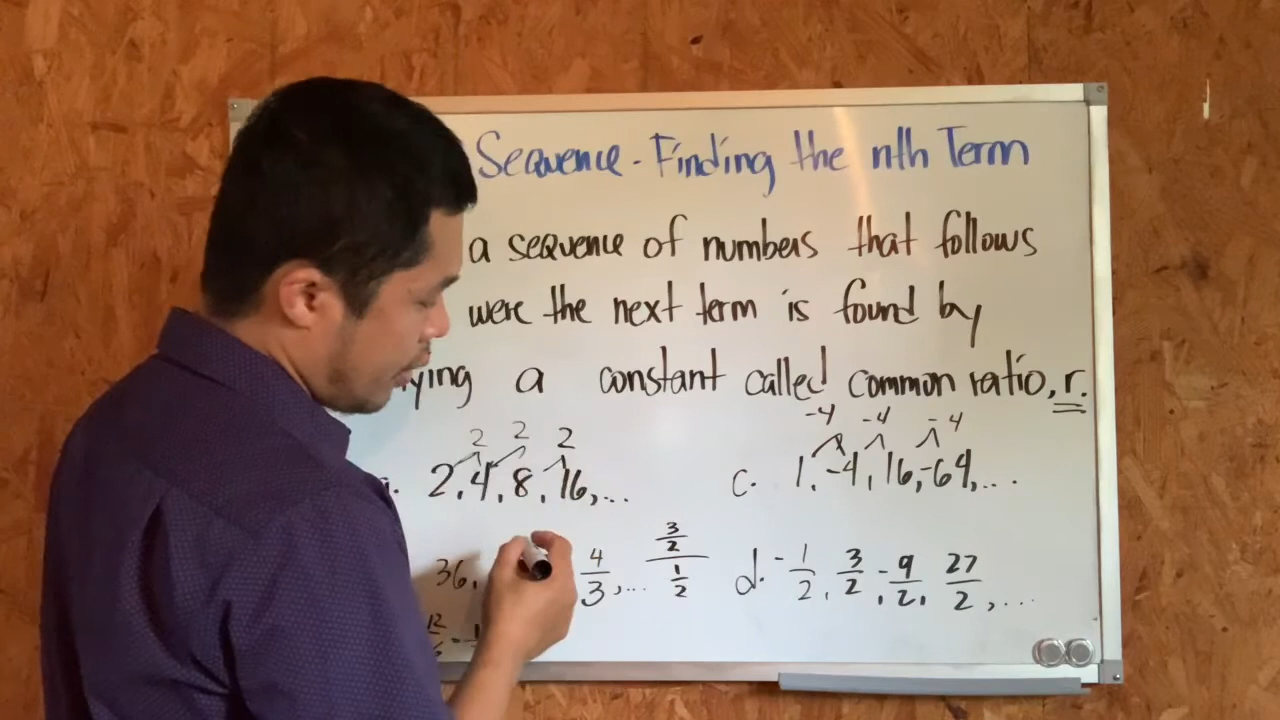 Sequence - Finding the nth Term
a sequence of numbers that follows
were the next term is found by
ying a constant called common ratio, r.
2 2 2
-4 -4 -4
a. 2, 4, 8, 16, ...
c. 1, -4, 16, -64, ...
36, 4/3, ...
3/2 / 1/2
d. -1/2, 3/2, -9/2, 27/2, ...
12